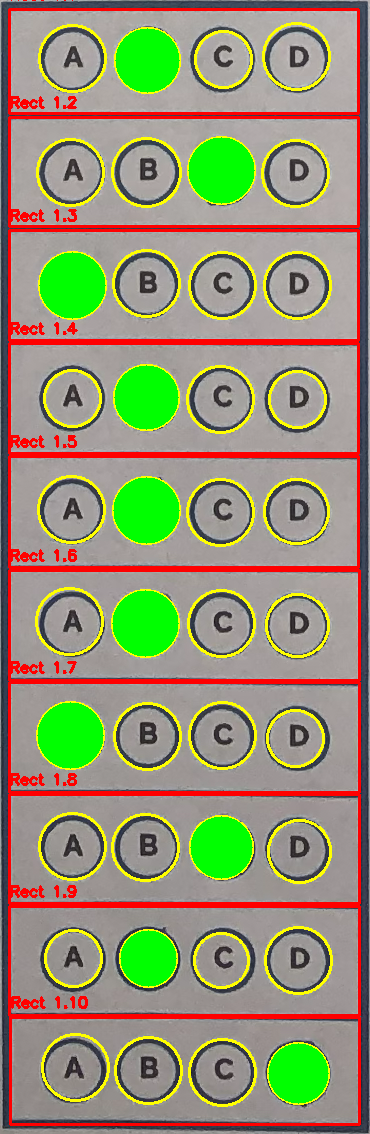 A C D
Rect 1.2
A B D
Rect 1.3
B C D
Rect 1.4
A C D
Rect 1.5
A C D
Rect 1.6
A C D
Rect 1.7
B C D
Rect 1.8
A B D
Rect 1.9
A C D
Rect 1.10
A B C